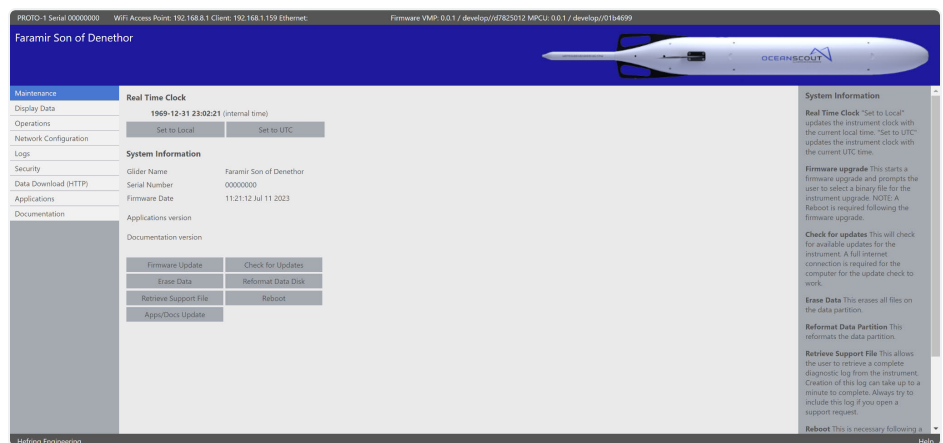 PROTO-1 Serial 00000000 WiFi Access Point: 192.168.8.1 Client: 192.168.1.159 Ethernet: Firmware VMP: 0.0.1 / develop//d7825012 MPCU: 0.0.1 / develop//01b4699
Faramir Son of Denethor
OCEANSCOUT
Maintenance
Display Data
Operations
Network Configuration
Logs
Security
Data Download (HTTP)
Applications
Documentation
Real Time Clock
1969-12-31 23:02:21 (internal time)
Set to Local Set to UTC
System Information
Glider Name Faramir Son of Denethor
Serial Number 00000000
Firmware Date 11:21:12 Jul 11 2023
Applications version
Documentation version
Firmware Update Check for Updates
Erase Data Reformat Data Disk
Retrieve Support File Reboot
Apps/Docs Update
System Information
Real Time Clock "Set to Local"
updates the instrument clock with
the current local time. "Set to UTC"
updates the instrument clock with
the current UTC time.
Firmware upgrade This starts a
firmware upgrade and prompts the
user to select a binary file for the
instrument upgrade. NOTE: A
Reboot is required following the
firmware upgrade.
Check for updates This will check
for available updates for the
instrument. A full internet
connection is required for the
computer for the update check to
work.
Erase Data This erases all files on
the data partition
Reformat Data Partition This
reformats the data partition.
Retrieve Support File This allows
the user to retrieve a complete
diagnostic log from the instrument.
Creation of this log can take up to a
minute to complete. Always try to
include this log if you open a
support request.
Reboot This is necessary following a
Hefring Engineering Help